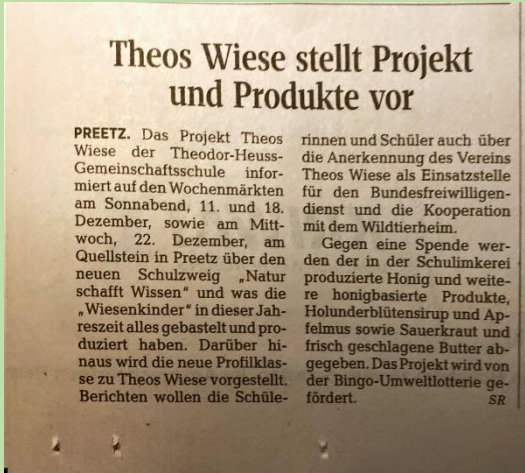 Theos Wiese stellt Projekt
und Produkte vor
PREETZ. Das Projekt Theos
Wiese der Theodor-Heuss-
Gemeinschaftsschule infor-
miert auf den Wochenmärkten
am Sonnabend, 11. und 18.
Dezember, sowie am Mitt-
woch, 22. Dezember, am
Quellstein in Preetz über den
neuen Schulzweig „Natur
schafft Wissen“ und was die
„Wiesenkinder“ in dieser Jah-
reszeit alles gebastelt und pro-
duziert haben. Darüber hi-
naus wird die neue Profilklas-
se zu Theos Wiese vorgestellt.
Berichten wollen die Schüle-
rinnen und Schüler auch über
die Anerkennung des Vereins
Theos Wiese als Einsatzstelle
für den Bundesfreiwilligen-
dienst und die Kooperation
mit dem Wildtierheim.
Gegen eine Spende wer-
den der in der Schulimkerei
produzierte Honig und weite-
re honigbasierte Produkte,
Holunderblütensirup und Ap-
felmus sowie Sauerkraut und
frisch geschlagene Butter ab-
gegeben. Das Projekt wird von
der Bingo-Umweltlotterie ge-
fördert. SR